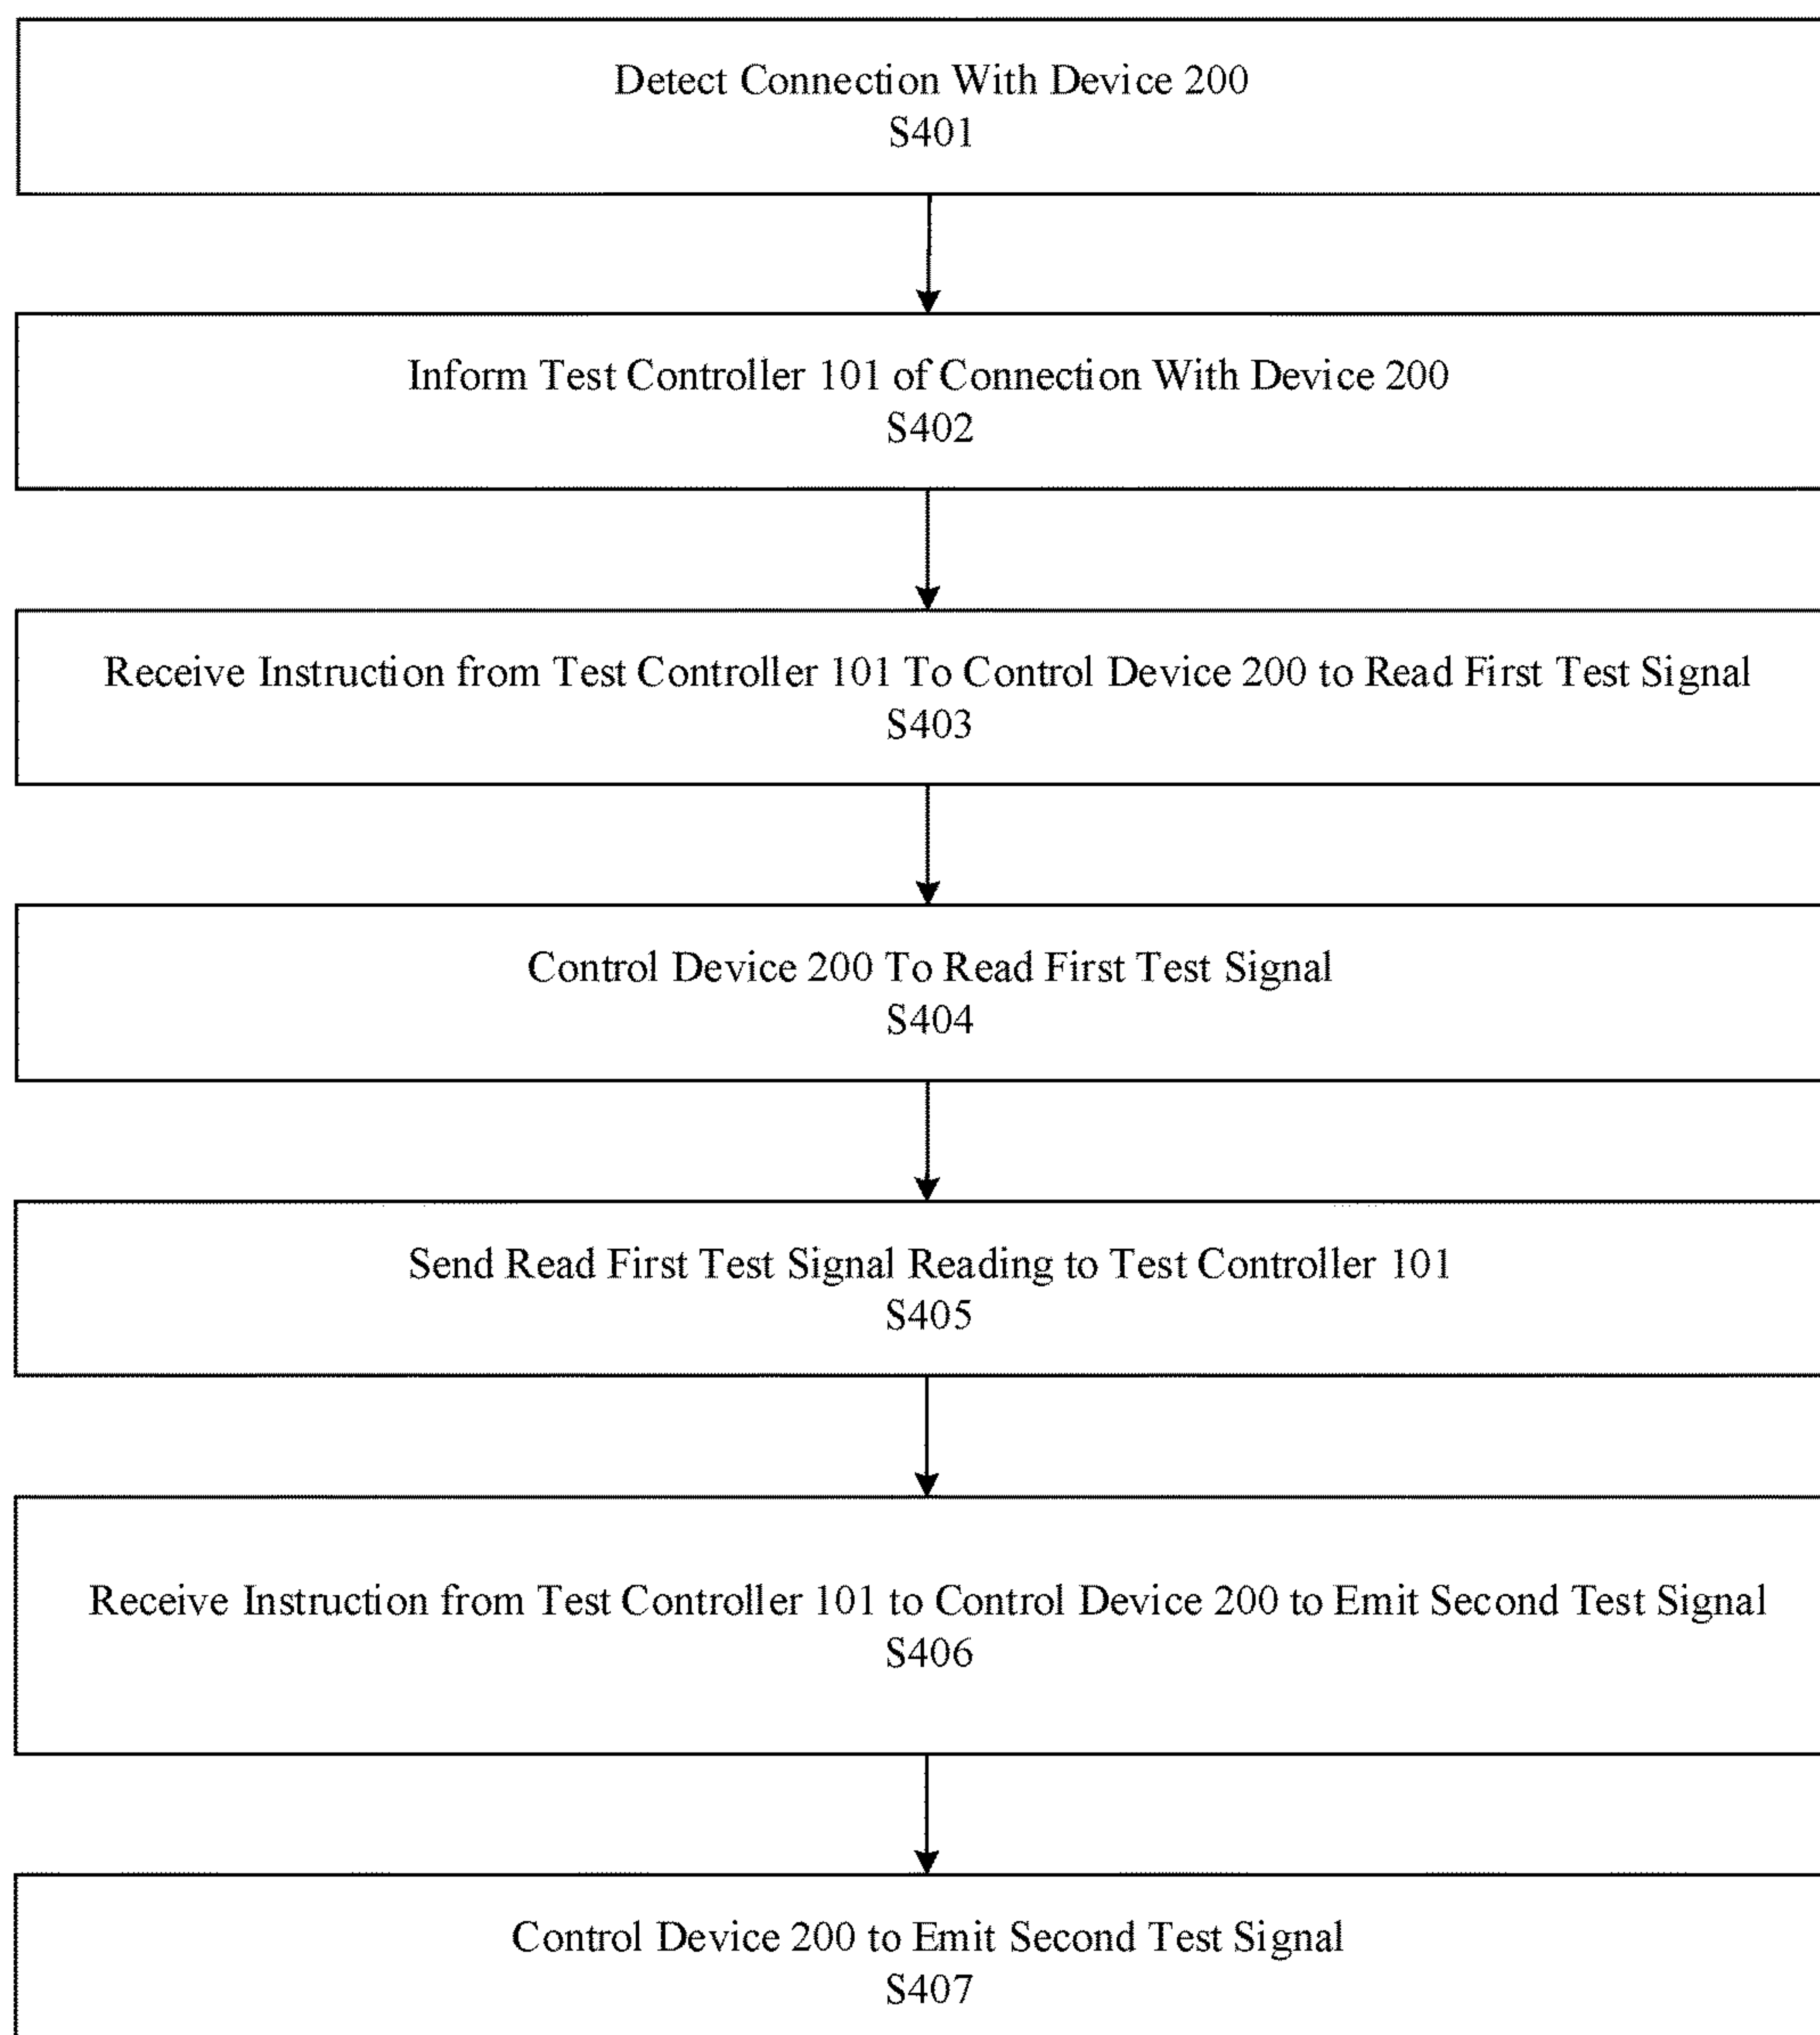 Detect Connection With Device 200
S401
Inform Test Controller 101 of Connection With Device 200
S402
Receive Instruction from Test Controller 101 To Control Device 200 to Read First Test Signal
S403
Control Device 200 To Read First Test Signal
S404
Send Read First Test Signal Reading to Test Controller 101
S405
Receive Instruction from Test Controller 101 to Control Device 200 to Emit Second Test Signal
S406
Control Device 200 to Emit Second Test Signal
S407